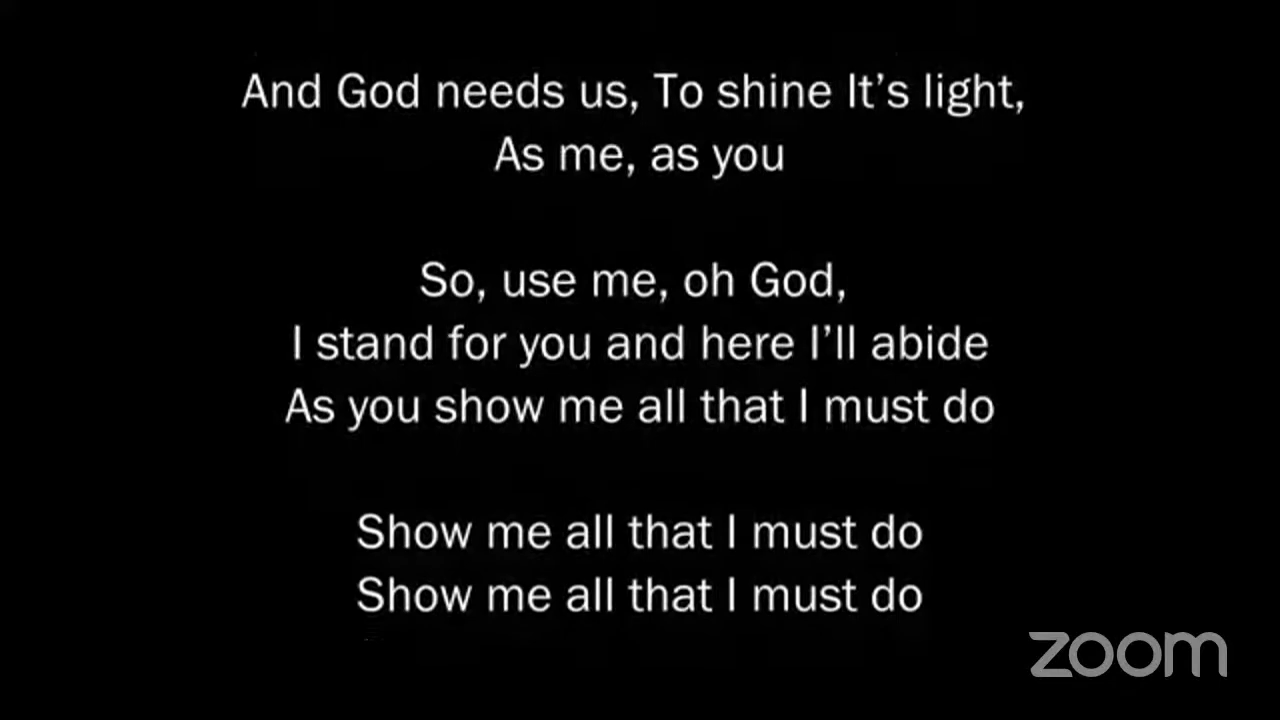 And God needs us, To shine It's light,
As me, as you
So, use me, oh God,
I stand for you and here I'll abide
As you show me all that I must do
Show me all that I must do
Show me all that I must do
zoom